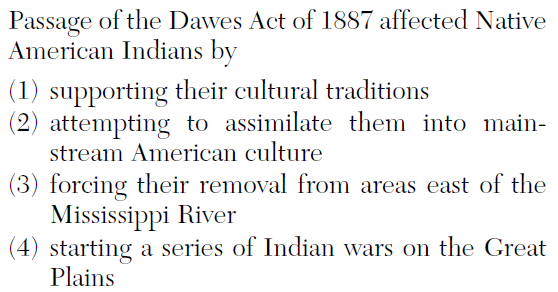 Passage of the Dawes Act of 1887 affected Native
American Indians by
(1) supporting their cultural traditions
(2) attempting to assimilate them into main-
stream American culture
(3) forcing their removal from areas east of the
Mississippi River
(4) starting a series of Indian wars on the Great
Plains